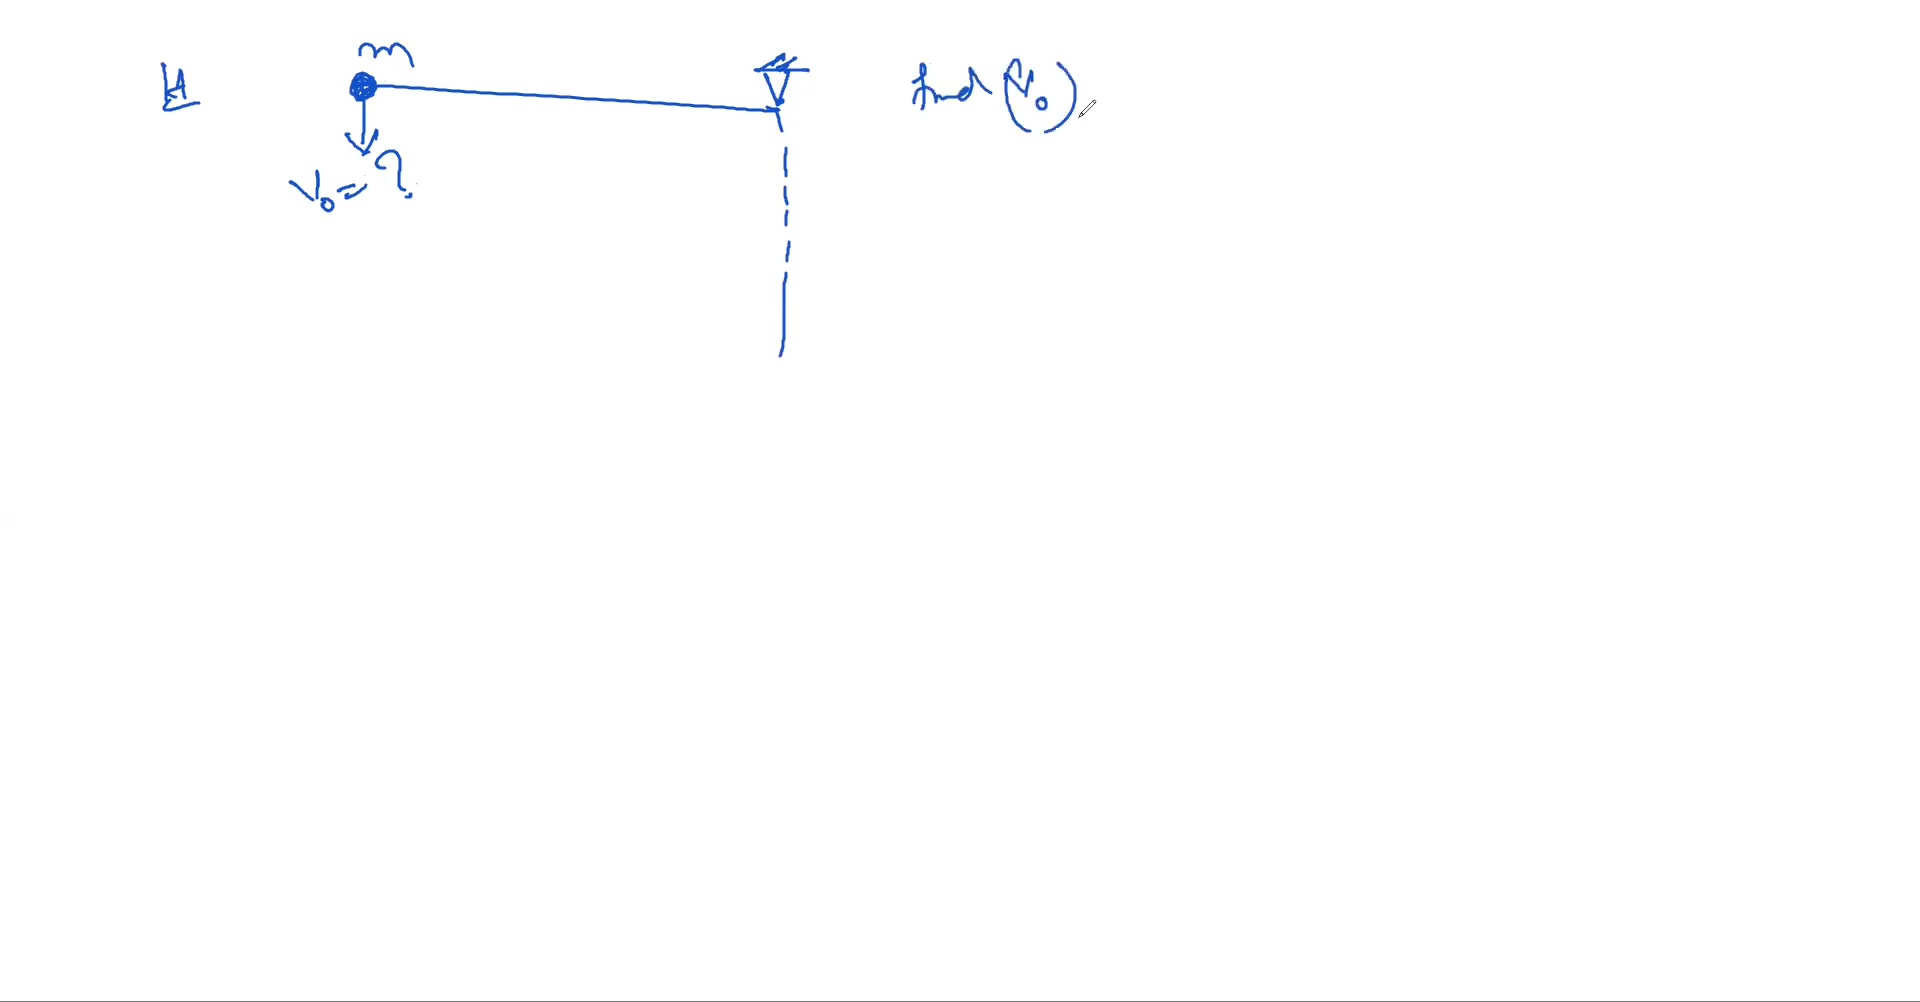 m
find (V₀)
V₀ = ?